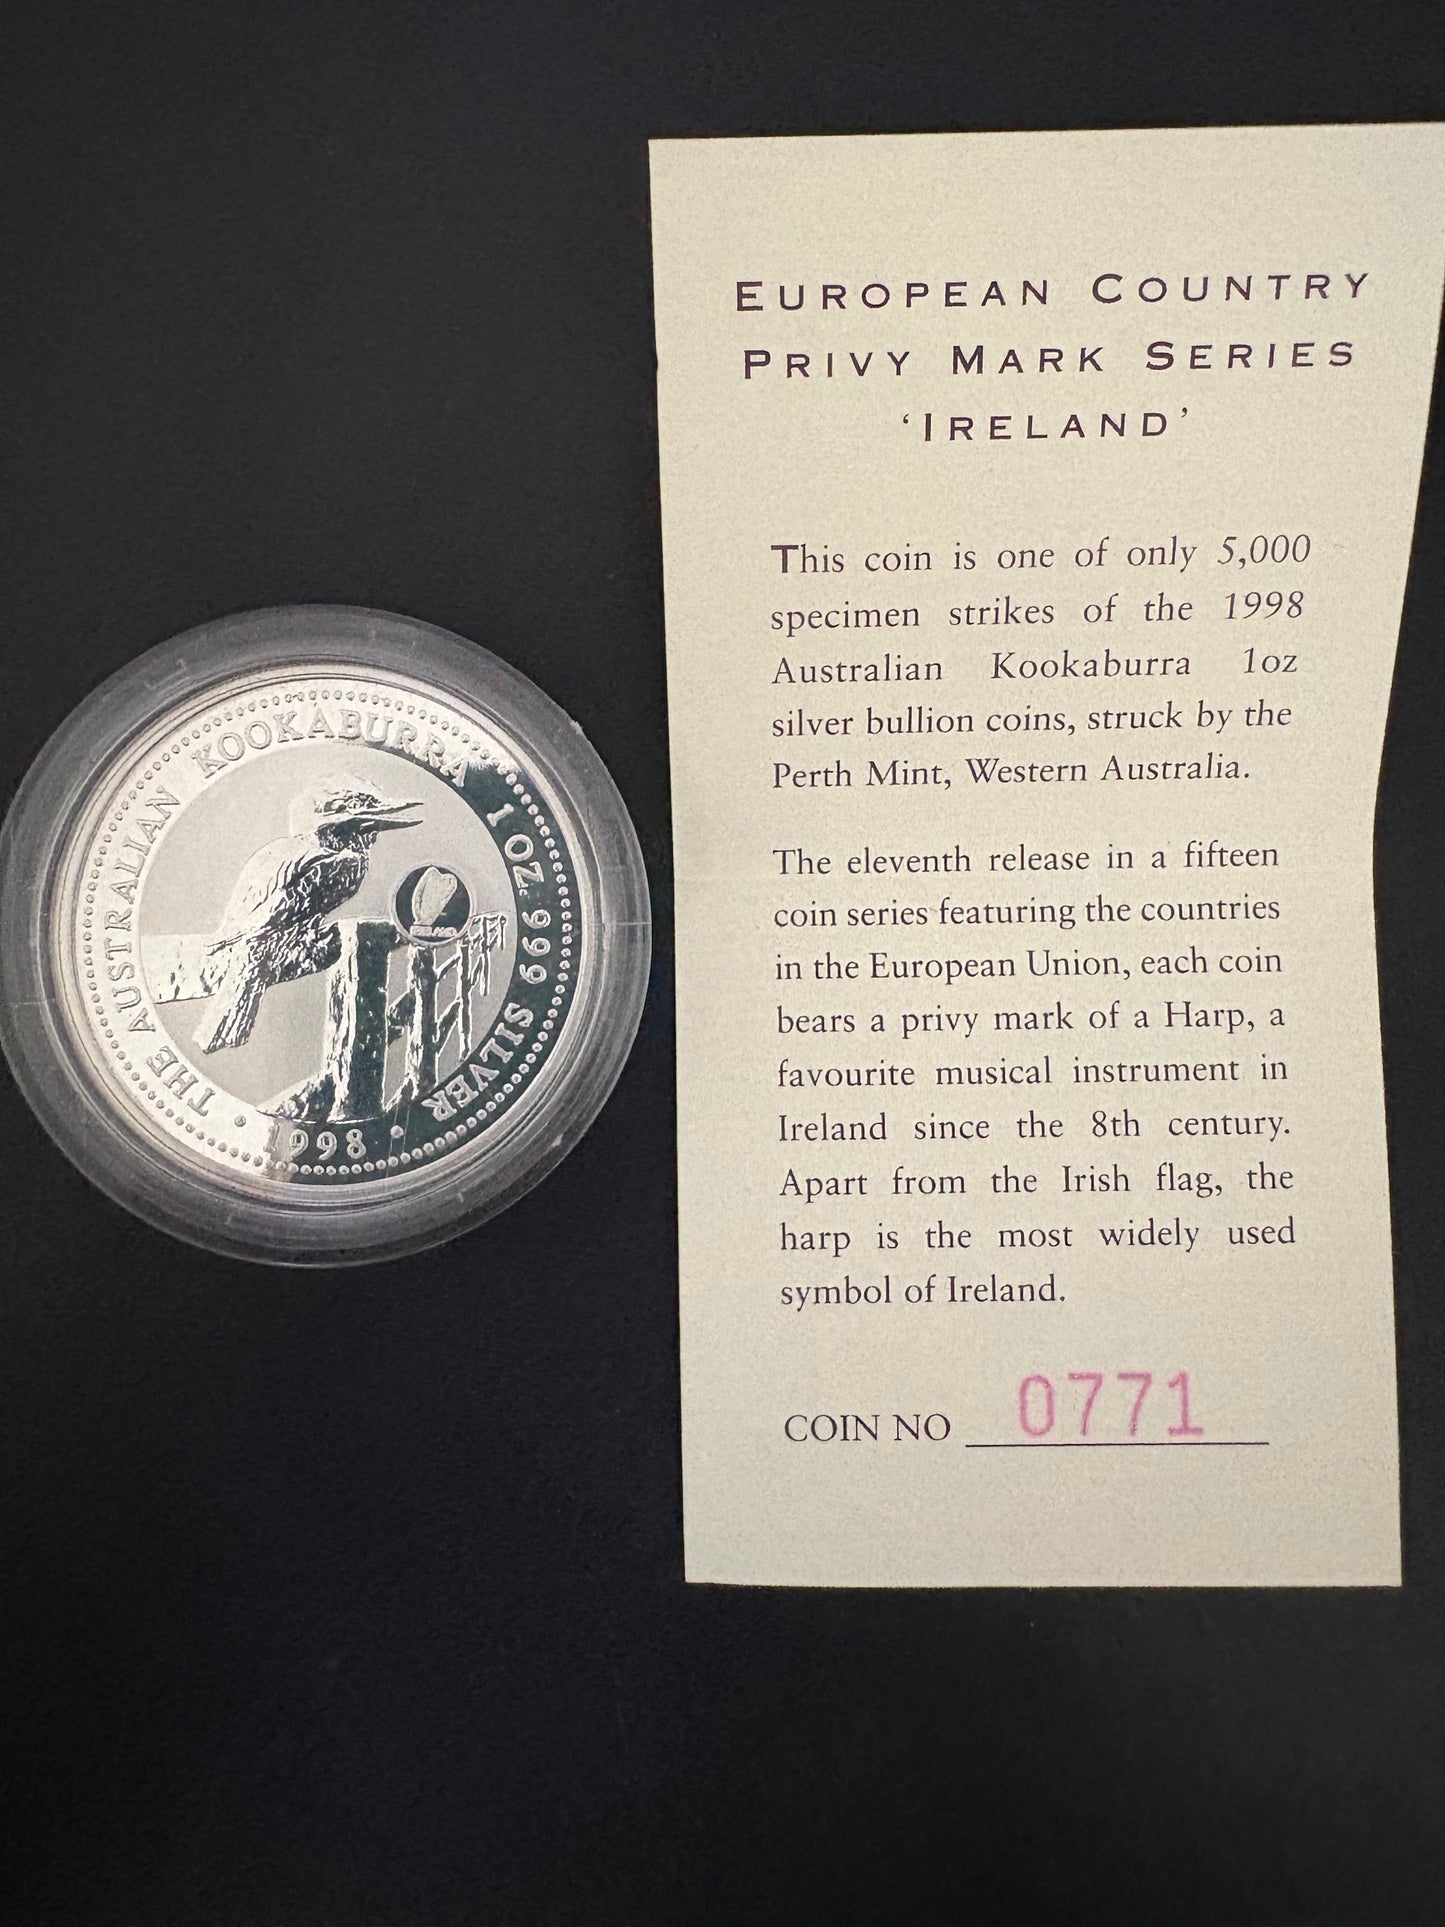 THE AUSTRALIAN KOOKABURRA 1 OZ. 999 SILVER
• 1998 •
IRELAND
EUROPEAN COUNTRY
PRIVY MARK SERIES
‘IRELAND’
This coin is one of only 5,000
specimen strikes of the 1998
Australian Kookaburra 1oz
silver bullion coins, struck by the
Perth Mint, Western Australia.
The eleventh release in a fifteen
coin series featuring the countries
in the European Union, each coin
bears a privy mark of a Harp, a
favourite musical instrument in
Ireland since the 8th century.
Apart from the Irish flag, the
harp is the most widely used
symbol of Ireland.
COIN NO 0771